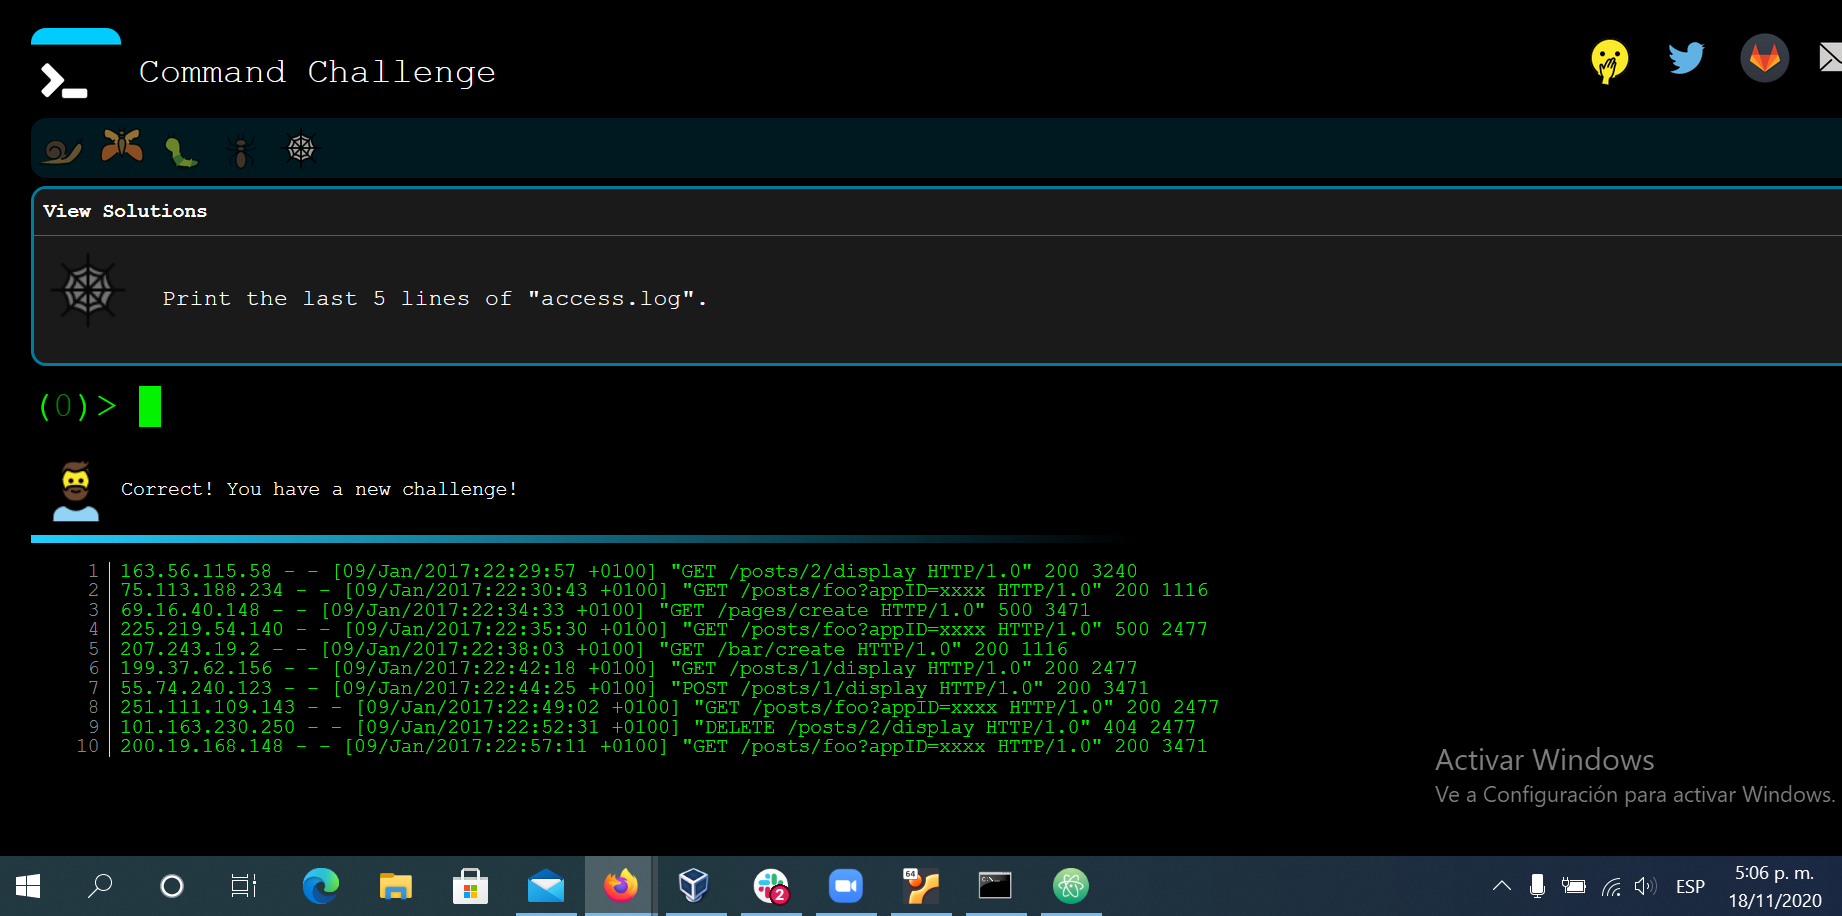 Command Challenge
View Solutions
Print the last 5 lines of "access.log".
(0)>
Correct! You have a new challenge!
1 163.56.115.58 - - [09/Jan/2017:22:29:57 +0100] "GET /posts/2/display HTTP/1.0" 200 3240
2 75.113.188.234 - - [09/Jan/2017:22:30:43 +0100] "GET /posts/foo?appID=xxxx HTTP/1.0" 200 1116
3 69.16.40.148 - - [09/Jan/2017:22:34:33 +0100] "GET /pages/create HTTP/1.0" 500 3471
4 225.219.54.140 - - [09/Jan/2017:22:35:30 +0100] "GET /posts/foo?appID=xxxx HTTP/1.0" 500 2477
5 207.243.19.2 - - [09/Jan/2017:22:38:03 +0100] "GET /bar/create HTTP/1.0" 200 1116
6 199.37.62.156 - - [09/Jan/2017:22:42:18 +0100] "GET /posts/1/display HTTP/1.0" 200 2477
7 55.74.240.123 - - [09/Jan/2017:22:44:25 +0100] "POST /posts/1/display HTTP/1.0" 200 3471
8 251.111.109.143 - - [09/Jan/2017:22:49:02 +0100] "GET /posts/foo?appID=xxxx HTTP/1.0" 200 2477
9 101.163.230.250 - - [09/Jan/2017:22:52:31 +0100] "DELETE /posts/2/display HTTP/1.0" 404 2477
10 200.19.168.148 - - [09/Jan/2017:22:57:11 +0100] "GET /posts/foo?appID=xxxx HTTP/1.0" 200 3471
Activar Windows
Ve a Configuración para activar Windows.
2
64
ESP
5:06 p. m.
18/11/2020